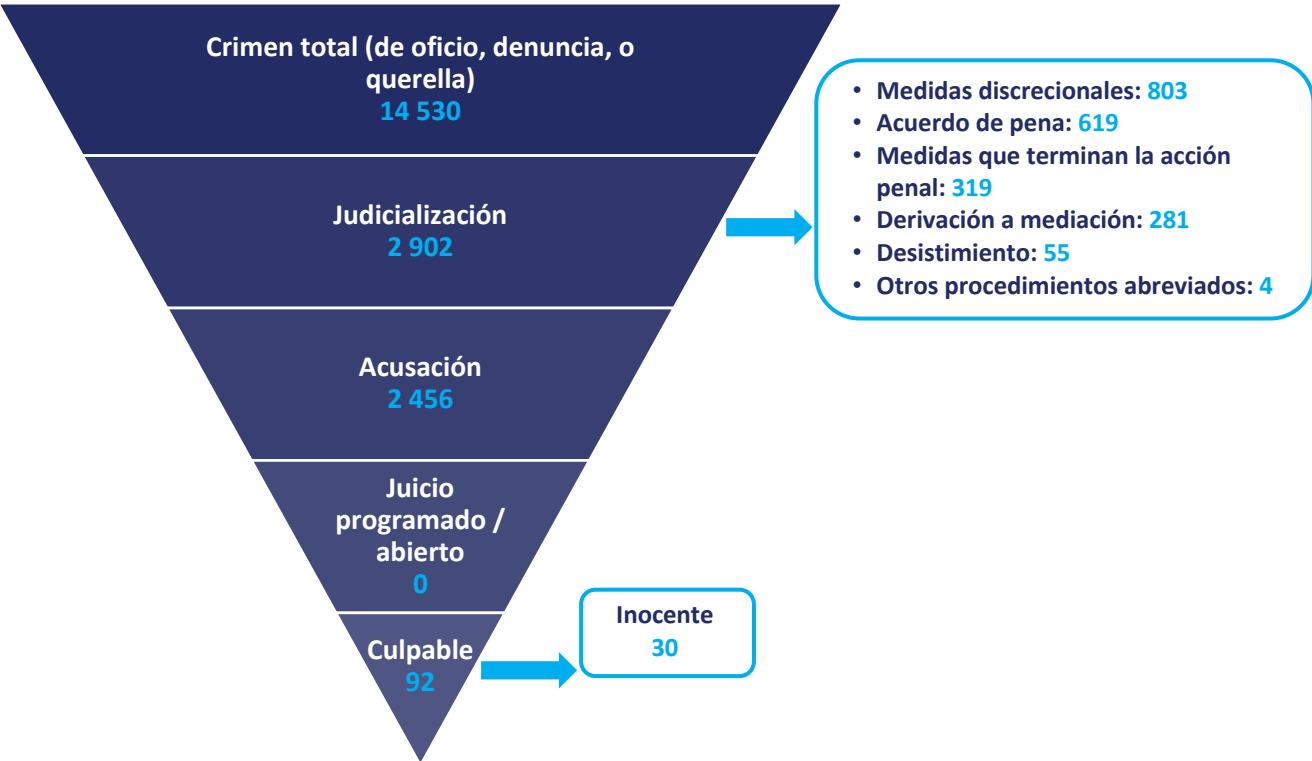 Crimen total (de oficio, denuncia, o
querella)
14 530
• Medidas discrecionales: 803
• Acuerdo de pena: 619
• Medidas que terminan la acción
penal: 319
• Derivación a mediación: 281
• Desistimiento: 55
• Otros procedimientos abreviados: 4
Judicialización
2 902
Acusación
2 456
Juicio
programado /
abierto
0
Culpable
92
Inocente
30